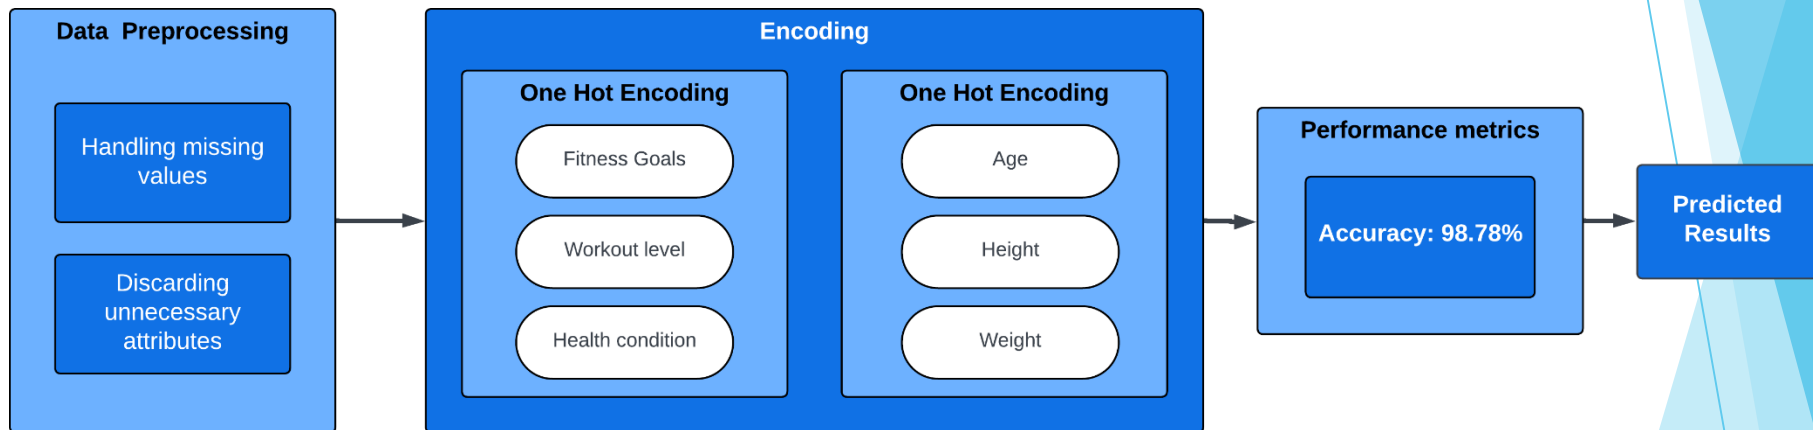 Data Preprocessing
Handling missing
values
Discarding
unnecessary
attributes
Encoding
One Hot Encoding
Fitness Goals
Workout level
Health condition
One Hot Encoding
Age
Height
Weight
Performance metrics
Accuracy: 98.78%
Predicted
Results